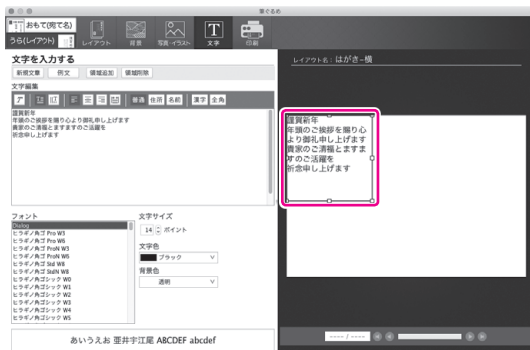 筆ぐるめ
おもて(宛て名)
うら(レイアウト)
レイアウト
背景
写真・イラスト
文字
印刷
文字を入力する
新規文章
例文
領域追加
領域削除
文字編集
普通 住所 名前 漢字 全角
謹賀新年
年頭のご挨拶を賜り心より御礼申し上げます
貴家のご清福とますますのご活躍を
祈念申し上げます
フォント
Dialog
ヒラギノ角ゴ Pro W3
ヒラギノ角ゴ Pro W6
ヒラギノ角ゴ ProN W3
ヒラギノ角ゴ ProN W6
ヒラギノ角ゴ Std W8
ヒラギノ角ゴ StdN W8
ヒラギノ角ゴシック W0
ヒラギノ角ゴシック W1
ヒラギノ角ゴシック W2
ヒラギノ角ゴシック W3
ヒラギノ角ゴシック W4
ヒラギノ角ゴシック W5
文字サイズ
14 ポイント
文字色
ブラック
背景色
透明
あいうえお 亜井宇江尾 ABCDEF abcdef
レイアウト名：はがき-横
謹賀新年
年頭のご挨拶を賜り心
より御礼申し上げます
貴家のご清福とますま
すのご活躍を
祈念申し上げます
---- / ----